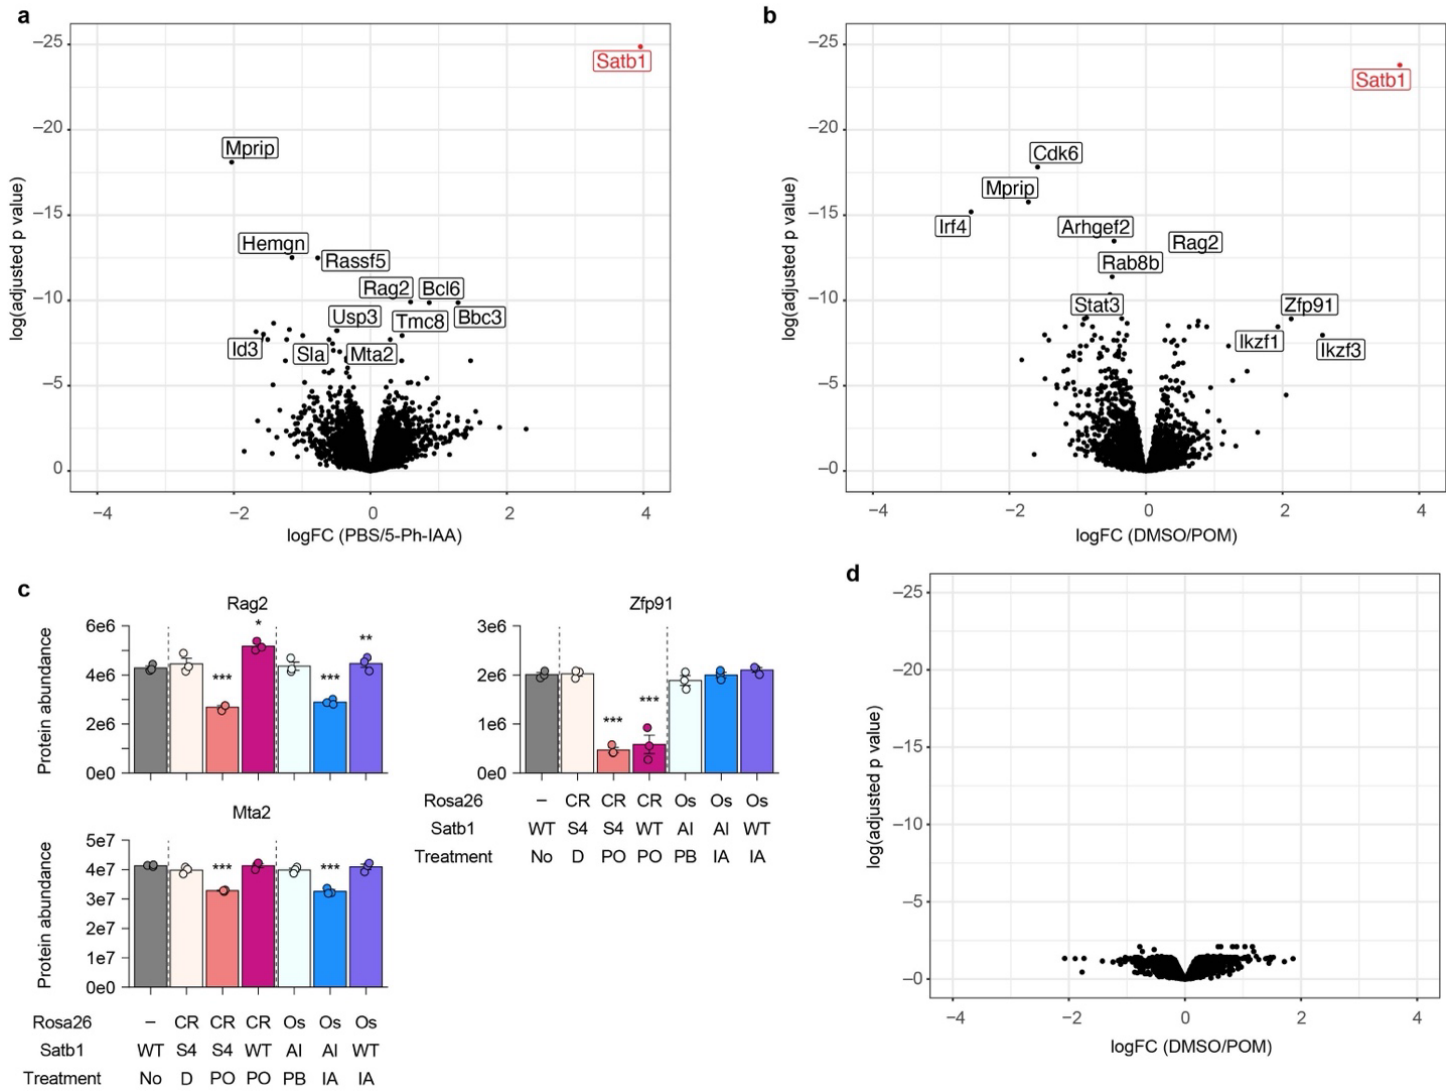 a
−25
−20
−15
−10
−5
0
log(adjusted p value)
Satb1
Mprip
Hemgn
Rassf5
Rag2
Bcl6
Usp3
Tmc8
Bbc3
Id3
Sla
Mta2
−4
−2
0
2
4
logFC (PBS/5-Ph-IAA)
b
−25
−20
−15
−10
−5
−0
log(adjusted p value)
Satb1
Cdk6
Mprip
Irf4
Arhgef2
Rag2
Rab8b
Stat3
Zfp91
Ikzf1
Ikzf3
−4
−2
0
2
4
logFC (DMSO/POM)
c
Rag2
Protein abundance
6e6
4e6
2e6
0e0
***
*
***
**
Mta2
Protein abundance
5e7
4e7
3e7
2e7
1e7
0e0
***
***
Rosa26 – CR CR CR Os Os Os
Satb1 WT S4 S4 WT AI AI WT
Treatment No D PO PO PB IA IA
Zfp91
3e6
2e6
1e6
0e0
***
***
Rosa26 – CR CR CR Os Os Os
Satb1 WT S4 S4 WT AI AI WT
Treatment No D PO PO PB IA IA
d
−25
−20
−15
−10
−5
−0
log(adjusted p value)
−4
−2
0
2
4
logFC (DMSO/POM)